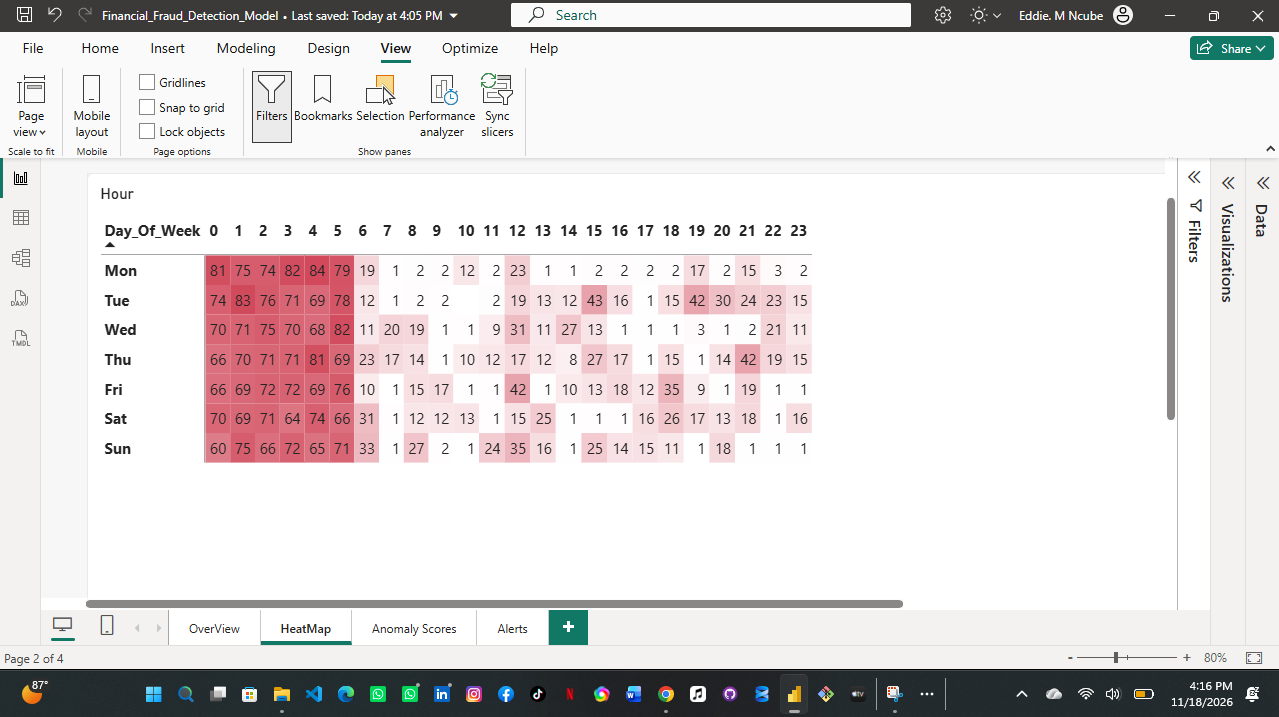 Financial_Fraud_Detection_Model • Last saved: Today at 4:05 PM
Search
Eddie. M Ncube
File Home Insert Modeling Design View Optimize Help
Share
Page view
Mobile layout
Gridlines
Snap to grid
Lock objects
Filters
Bookmarks
Selection
Performance analyzer
Sync slicers
Scale to fit Mobile Page options Show panes
DAX
TMDL
Hour
Day_Of_Week 0 1 2 3 4 5 6 7 8 9 10 11 12 13 14 15 16 17 18 19 20 21 22 23
Mon 81 75 74 82 84 79 19 1 2 2 12 2 23 1 1 2 2 2 2 17 2 15 3 2
Tue 74 83 76 71 69 78 12 1 2 2 2 19 13 12 43 16 1 15 42 30 24 23 15
Wed 70 71 75 70 68 82 11 20 19 1 1 9 31 11 27 13 1 1 1 3 1 2 21 11
Thu 66 70 71 71 81 69 23 17 14 1 10 12 17 12 8 27 17 1 15 1 14 42 19 15
Fri 66 69 72 72 69 76 10 1 15 17 1 1 42 1 10 13 18 12 35 9 1 19 1 1
Sat 70 69 71 64 74 66 31 1 12 12 13 1 15 25 1 1 1 16 26 17 13 18 1 16
Sun 60 75 66 72 65 71 33 1 27 2 1 24 35 16 1 25 14 15 11 1 18 1 1 1
Filters
Visualizations
Data
OverView HeatMap Anomaly Scores Alerts +
Page 2 of 4
- + 80%
87°
4:16 PM
11/18/2026